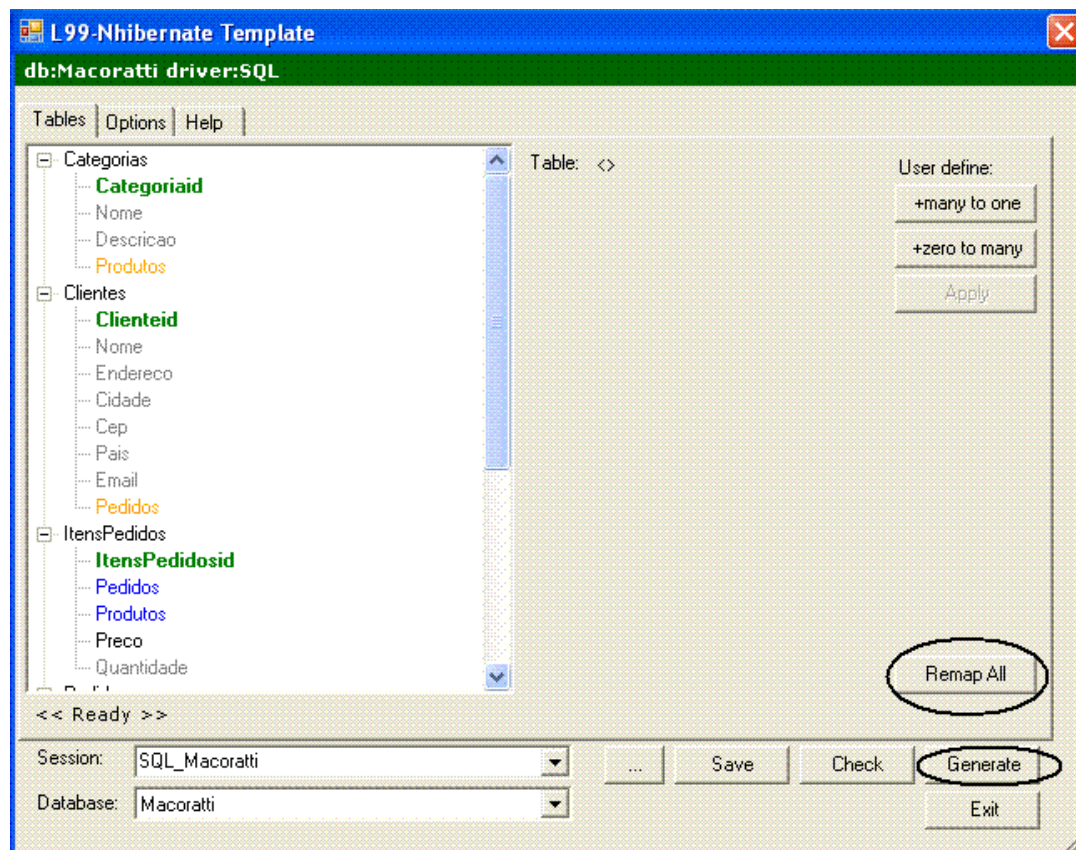 L99-Nhibernate Template
db:Macoratti driver:SQL
Tables Options Help
Categorias
Categoriaid
Nome
Descricao
Produtos
Clientes
Clienteid
Nome
Endereco
Cidade
Cep
Pais
Email
Pedidos
ItensPedidos
ItensPedidosid
Pedidos
Produtos
Preco
Quantidade
Table: <>
User define:
+many to one
+zero to many
Apply
Remap All
<< Ready >>
Session: SQL_Macoratti ... Save Check Generate
Database: Macoratti Exit